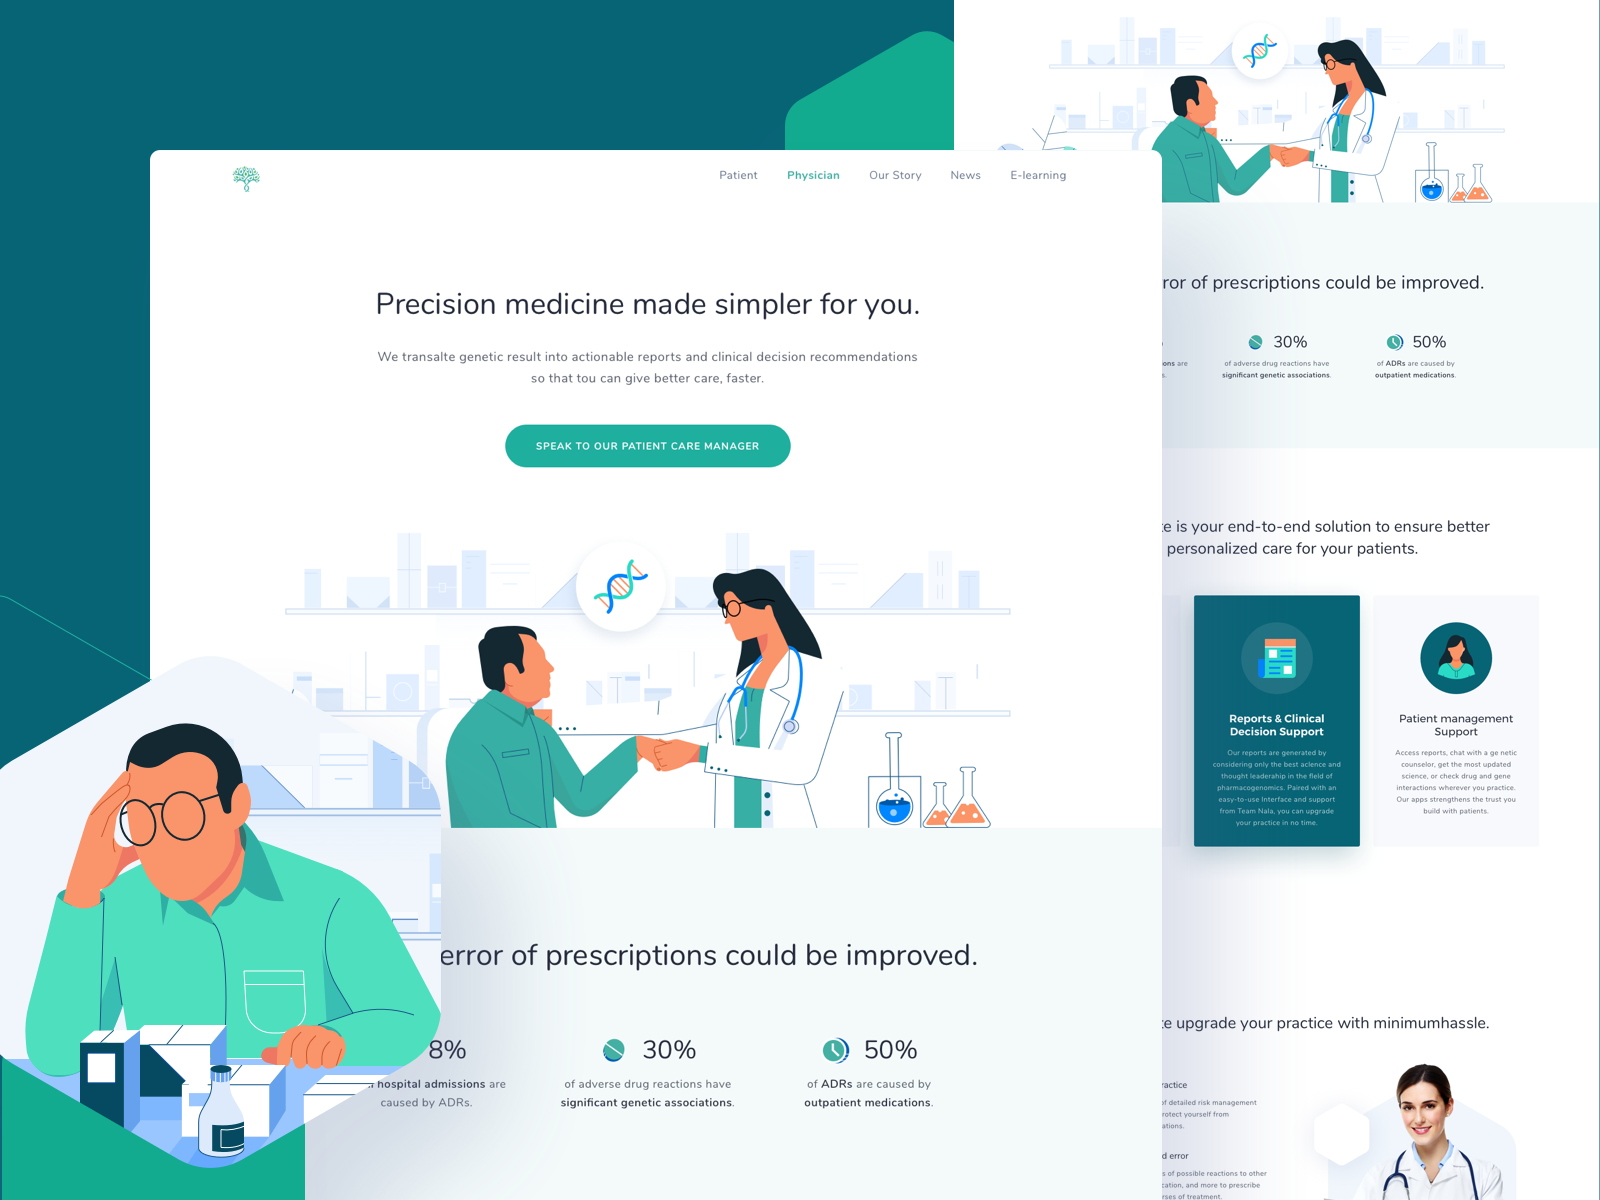 Patient Physician Our Story News E-learning
Precision medicine made simpler for you.
We transalte genetic result into actionable reports and clinical decision recommendations
so that tou can give better care, faster.
SPEAK TO OUR PATIENT CARE MANAGER
error of prescriptions could be improved.
8%
hospital admissions are
caused by ADRs.
30%
of adverse drug reactions have
significant genetic associations.
50%
of ADRs are caused by
outpatient medications.
ror of prescriptions could be improved.
ons are
s.
30%
of adverse drug reactions have
significant genetic associations.
50%
of ADRs are caused by
outpatient medications.
te is your end-to-end solution to ensure better
personalized care for your patients.
Reports & Clinical
Decision Support
Our reports are generated by
considering only the best aclence and
thought leadership in the field of
pharmacogenomics. Paired with an
easy-to-use Interface and support
from Team Nala, you can upgrade
your practice in no time.
Patient management
Support
Access reports, chat with a ge netic
counselor, get the most updated
science, or check drug and gene
interactions wherever you practice.
Our apps strengthens the trust you
build with patients.
te upgrade your practice with minimumhassle.
ractice
of detailed risk management
rotect yourself from
ations.
d error
s of possible reactions to other
cation, and more to prescribe
rses of treatment.